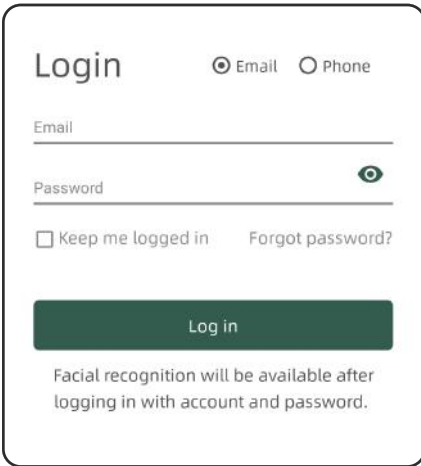 Login
Email Phone
Email
Password
Keep me logged in Forgot password?
Log in
Facial recognition will be available after
logging in with account and password.